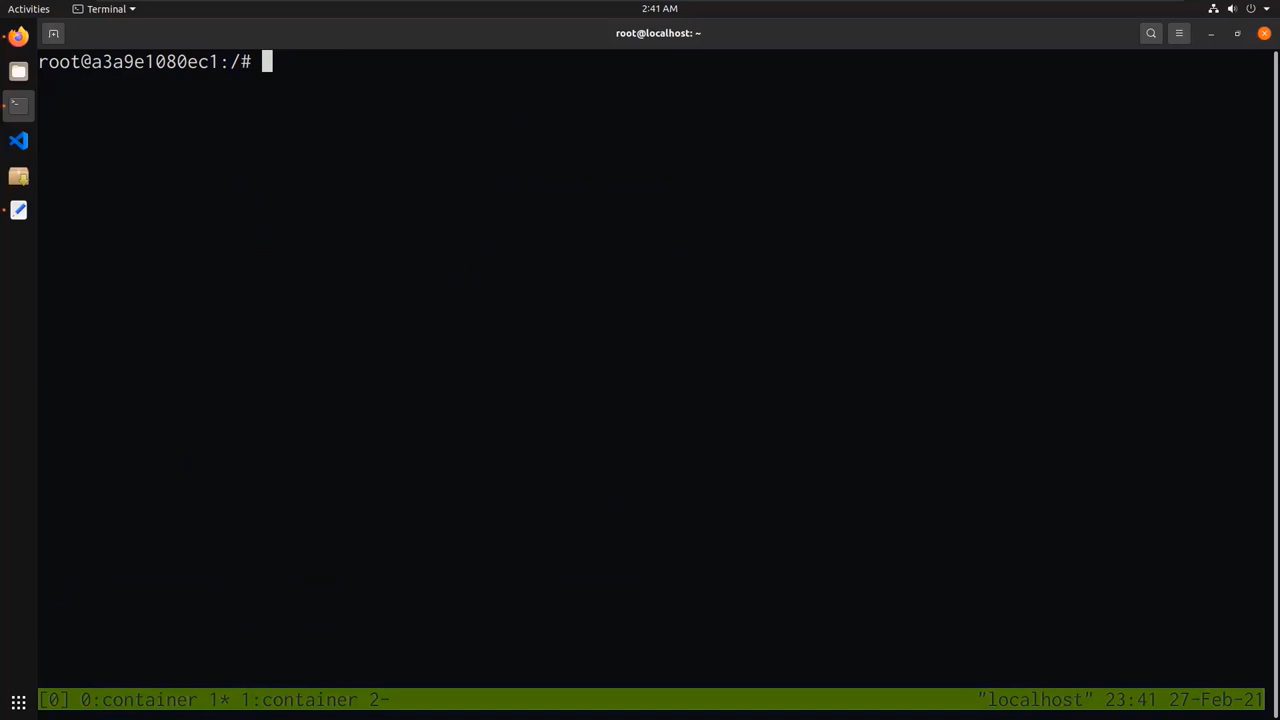 Activities Terminal 2:41 AM
root@localhost: ~
root@a3a9e1080ec1:/#
[0] 0:container 1* 1:container 2- "localhost" 23:41 27-Feb-21